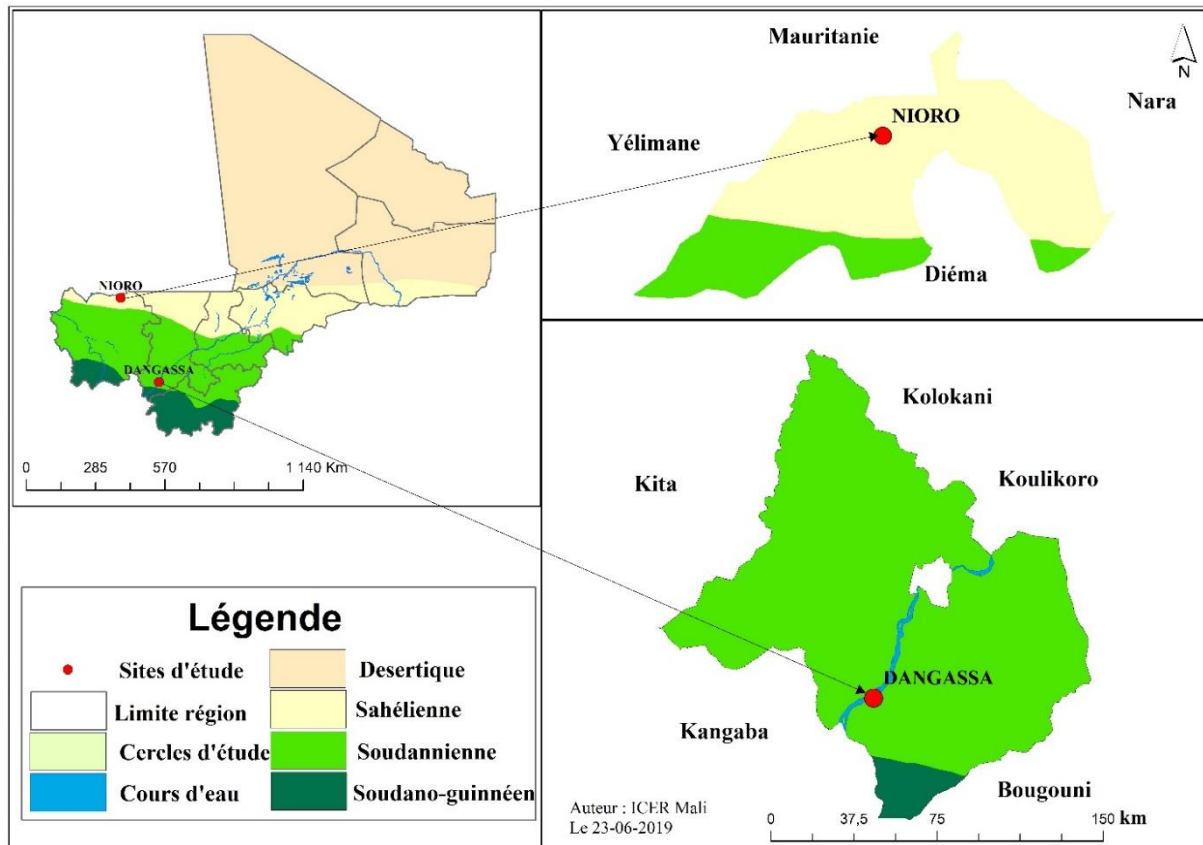 NIORO
DANGASSA
0 285 570 1 140 Km
Mauritanie
N
Nara
NIORO
Yélimane
Diéma
Kolokani
Kita
Koulikoro
DANGASSA
Kangaba
Bougouni
Auteur : ICER Mali
Le 23-06-2019
0 37,5 75 150 km
Légende
Sites d'étude
Limite région
Cercles d'étude
Cours d'eau
Desertique
Sahélienne
Soudannienne
Soudano-guinnéen